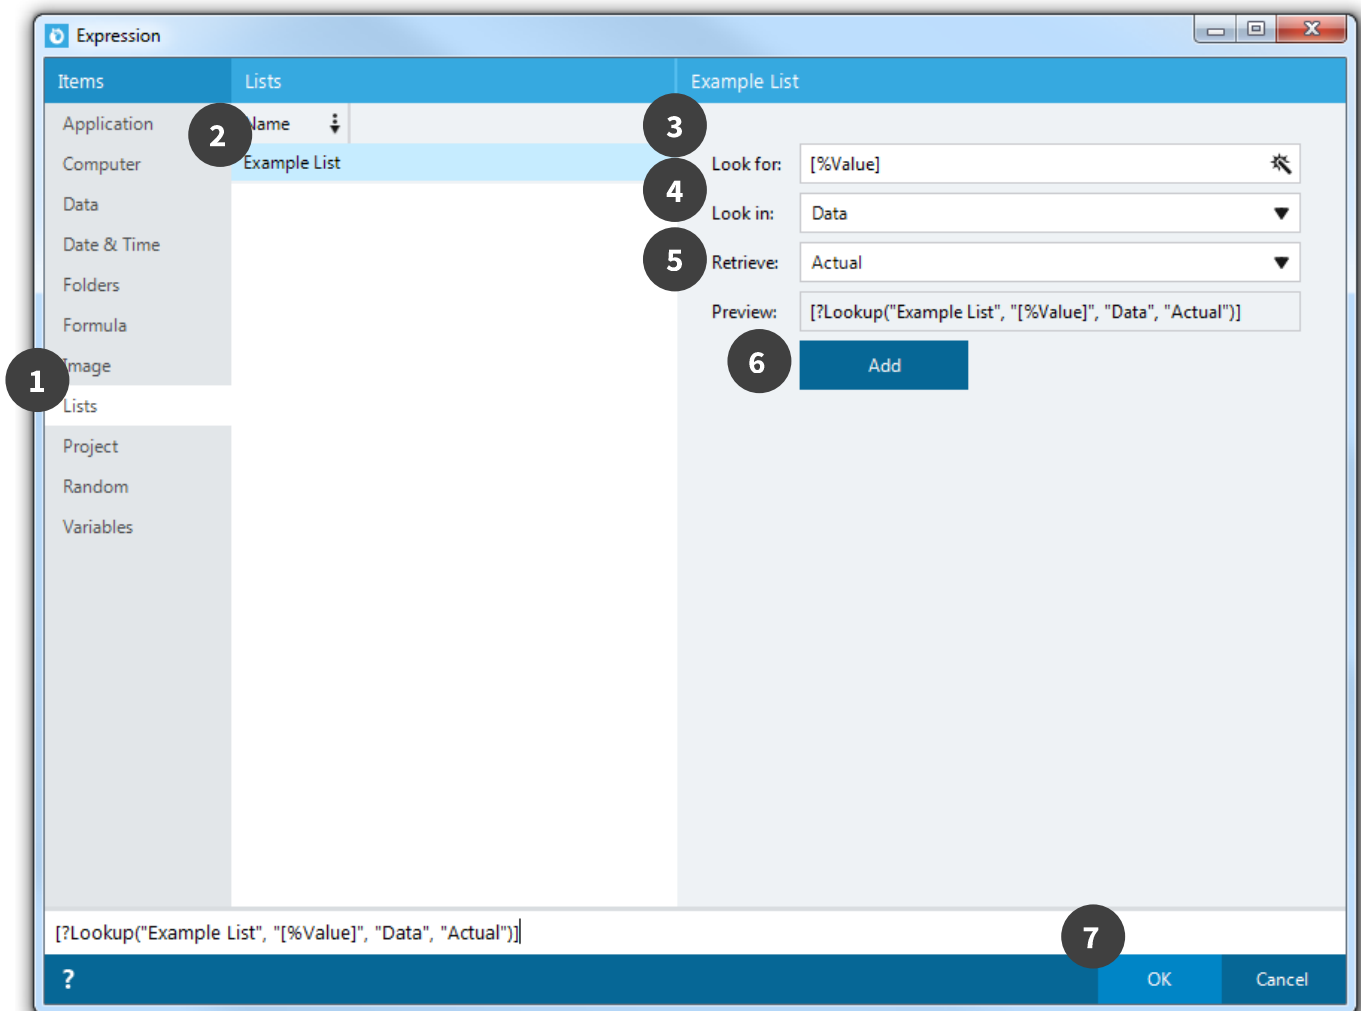 Expression
Items
Lists
Example List
Application
Computer
Data
Date & Time
Folders
Formula
1
Image
Lists
Project
Random
Variables
2
Name
Example List
3
Look for: [%Value]
4
Look in: Data
5
Retrieve: Actual
Preview: [?Lookup("Example List", "[%Value]", "Data", "Actual")]
6
Add
[?Lookup("Example List", "[%Value]", "Data", "Actual")]
7
?
OK
Cancel